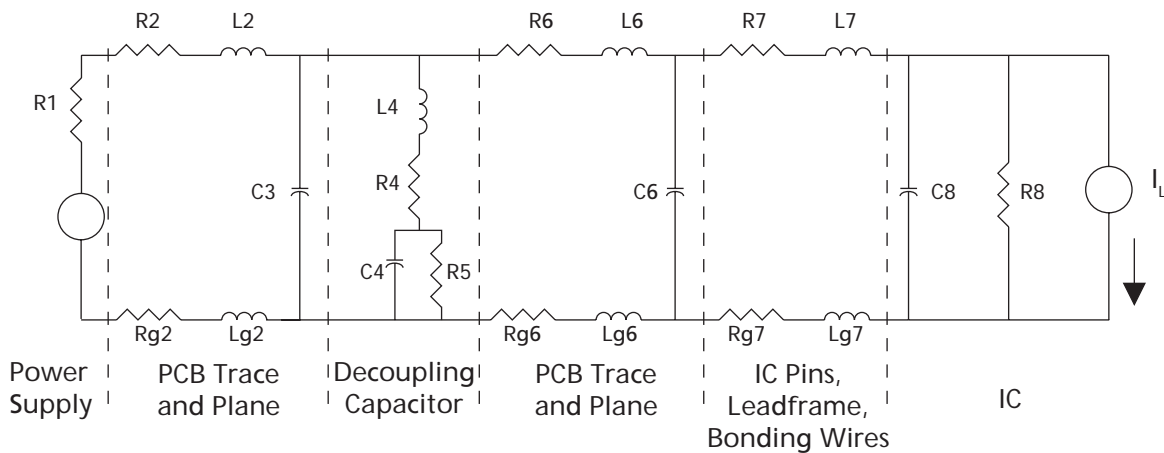 R2
L2
R6
L6
R7
L7
R1
L4
R4
C3
C4
R5
C6
C8
R8
IL
Rg2
Lg2
Rg6
Lg6
Rg7
Lg7
Power
Supply
PCB Trace
and Plane
Decoupling
Capacitor
PCB Trace
and Plane
IC Pins,
Leadframe,
Bonding Wires
IC